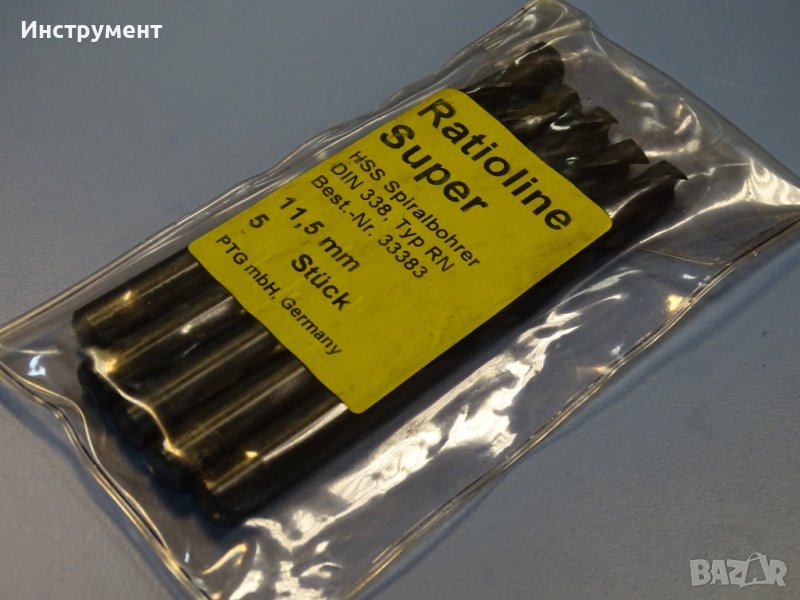 Инструмент
Ratioline
Super
HSS Spiralbohrer
DIN 338, Typ RN
Best.-Nr. 33383
11,5 mm
5 Stück
PTG mbH, Germany
BAZAR